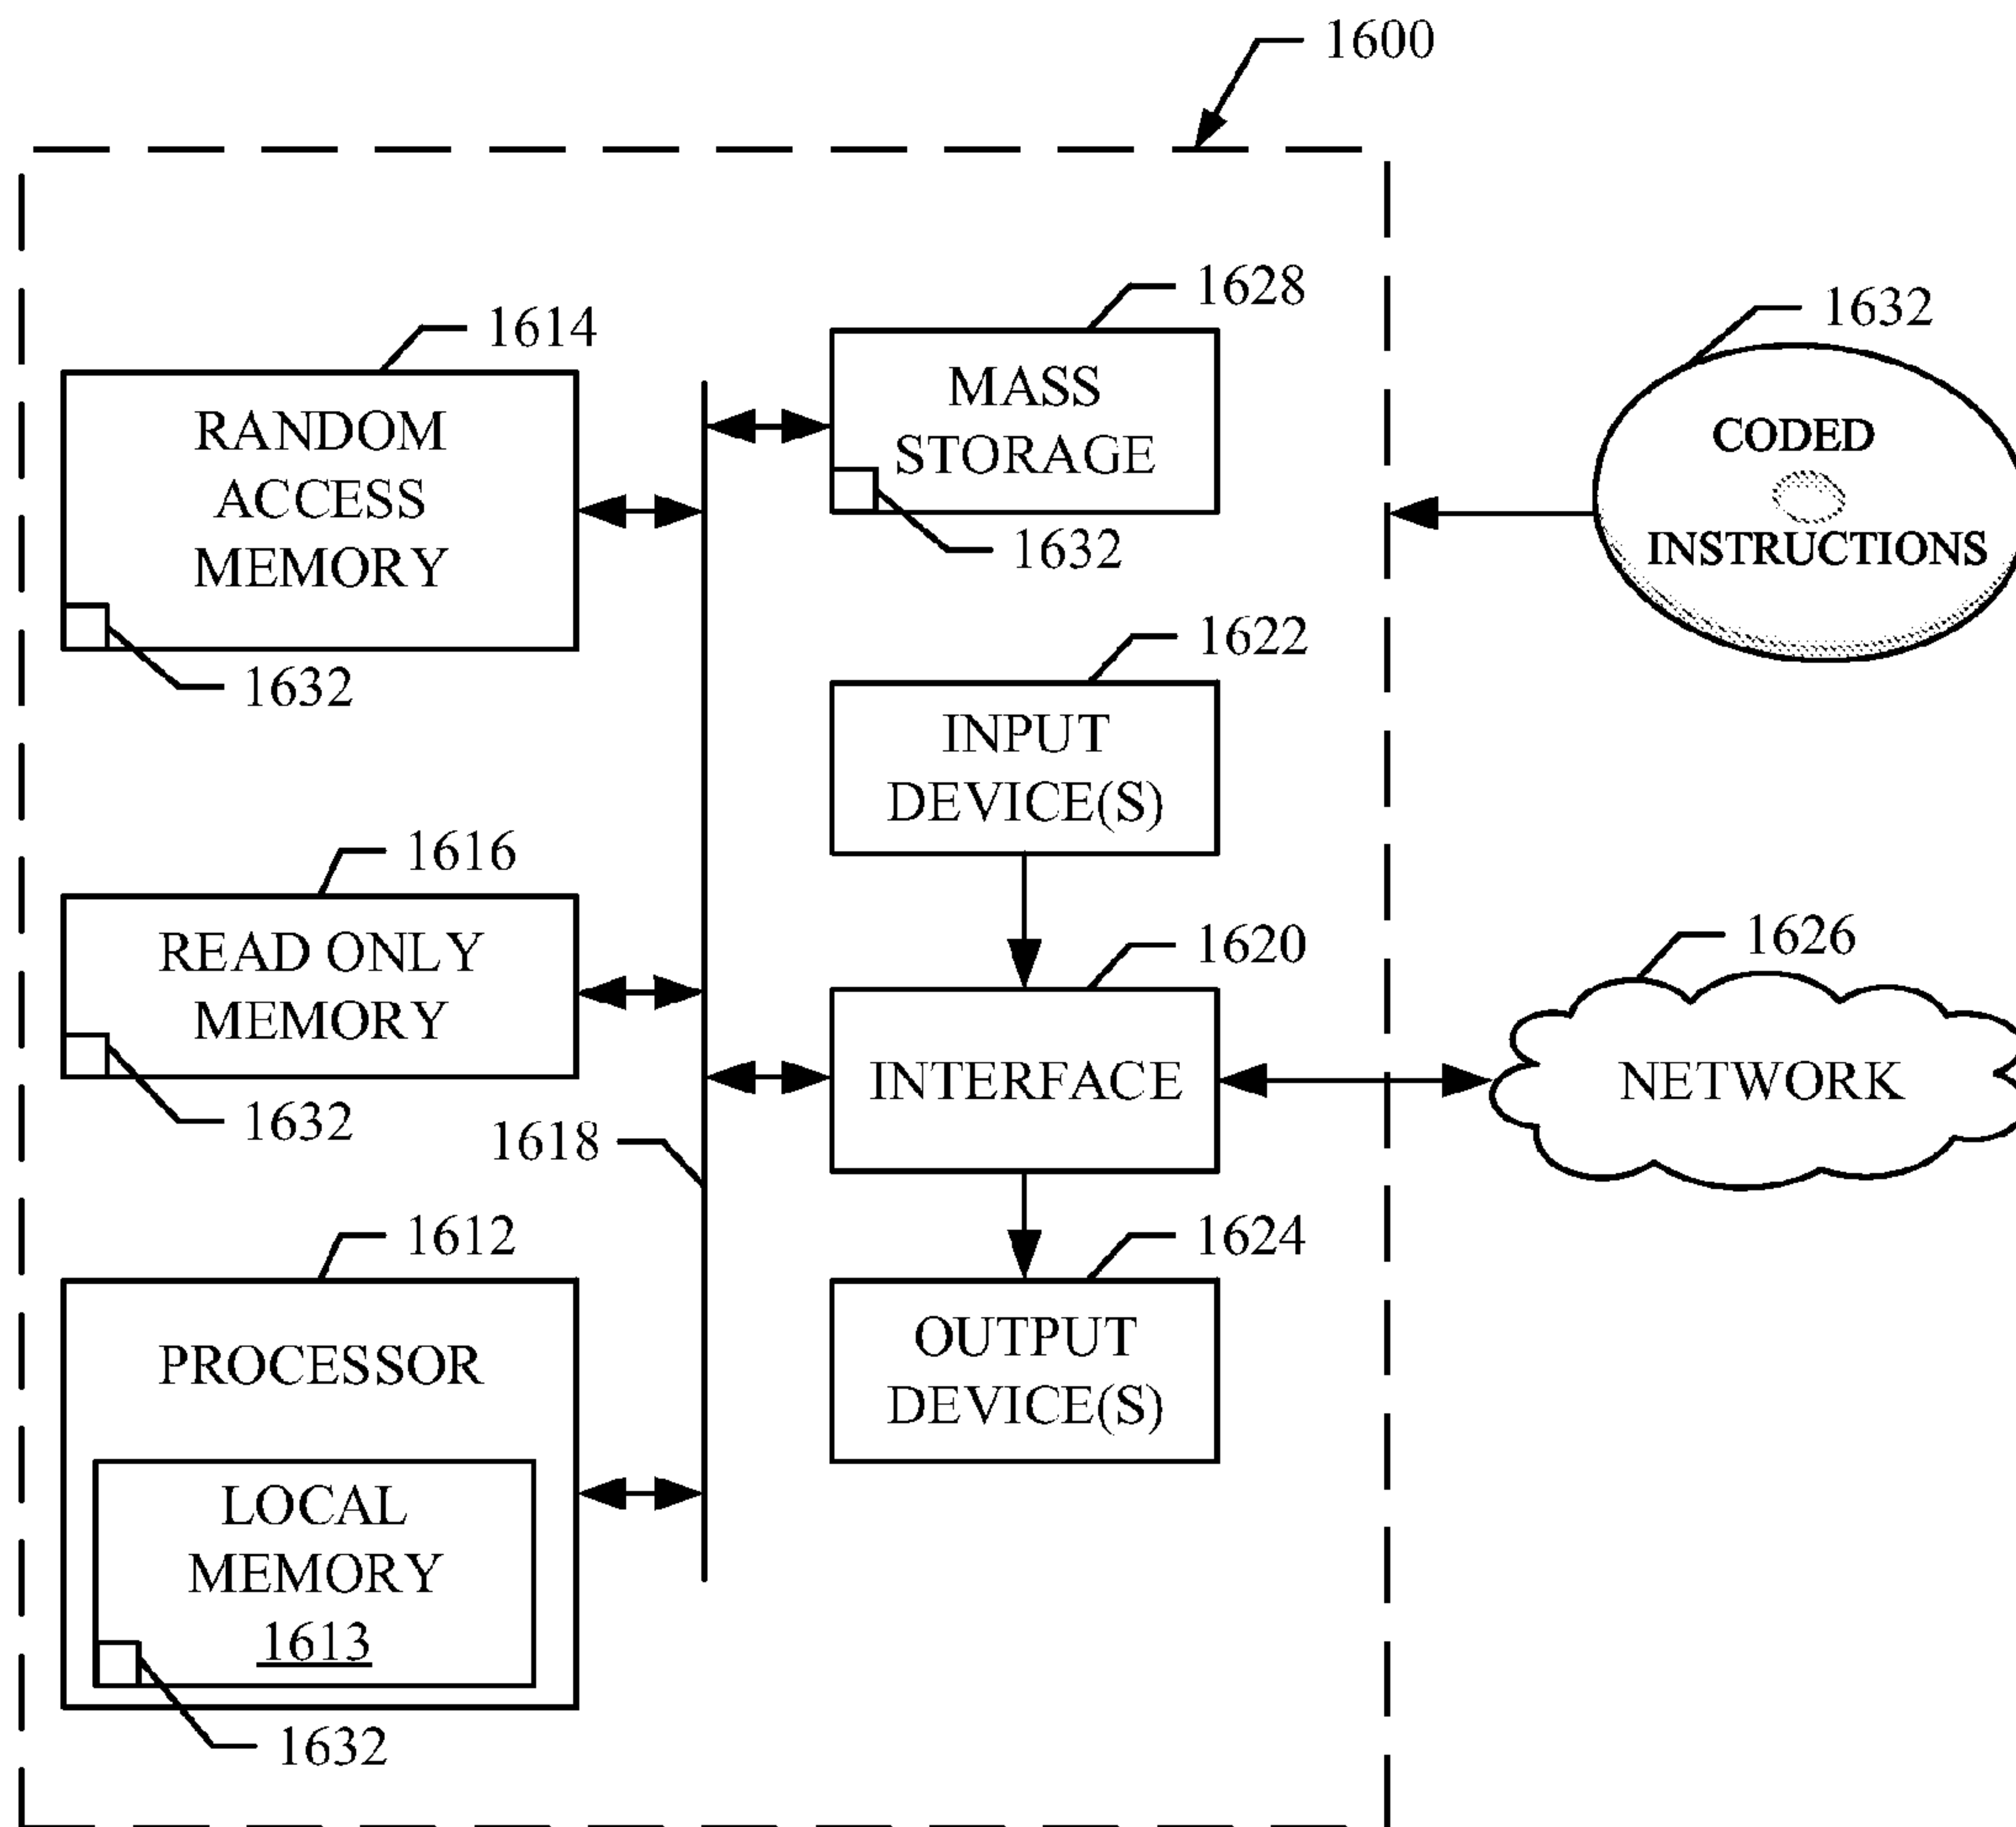 1600
1628
1614
MASS
STORAGE
1632
RANDOM
ACCESS
MEMORY
1632
1632
CODED
INSTRUCTIONS
1622
INPUT
DEVICE(S)
1616
READ ONLY
MEMORY
1632
1618
1620
INTERFACE
1626
NETWORK
1612
PROCESSOR
LOCAL
MEMORY
1613
1632
1624
OUTPUT
DEVICE(S)